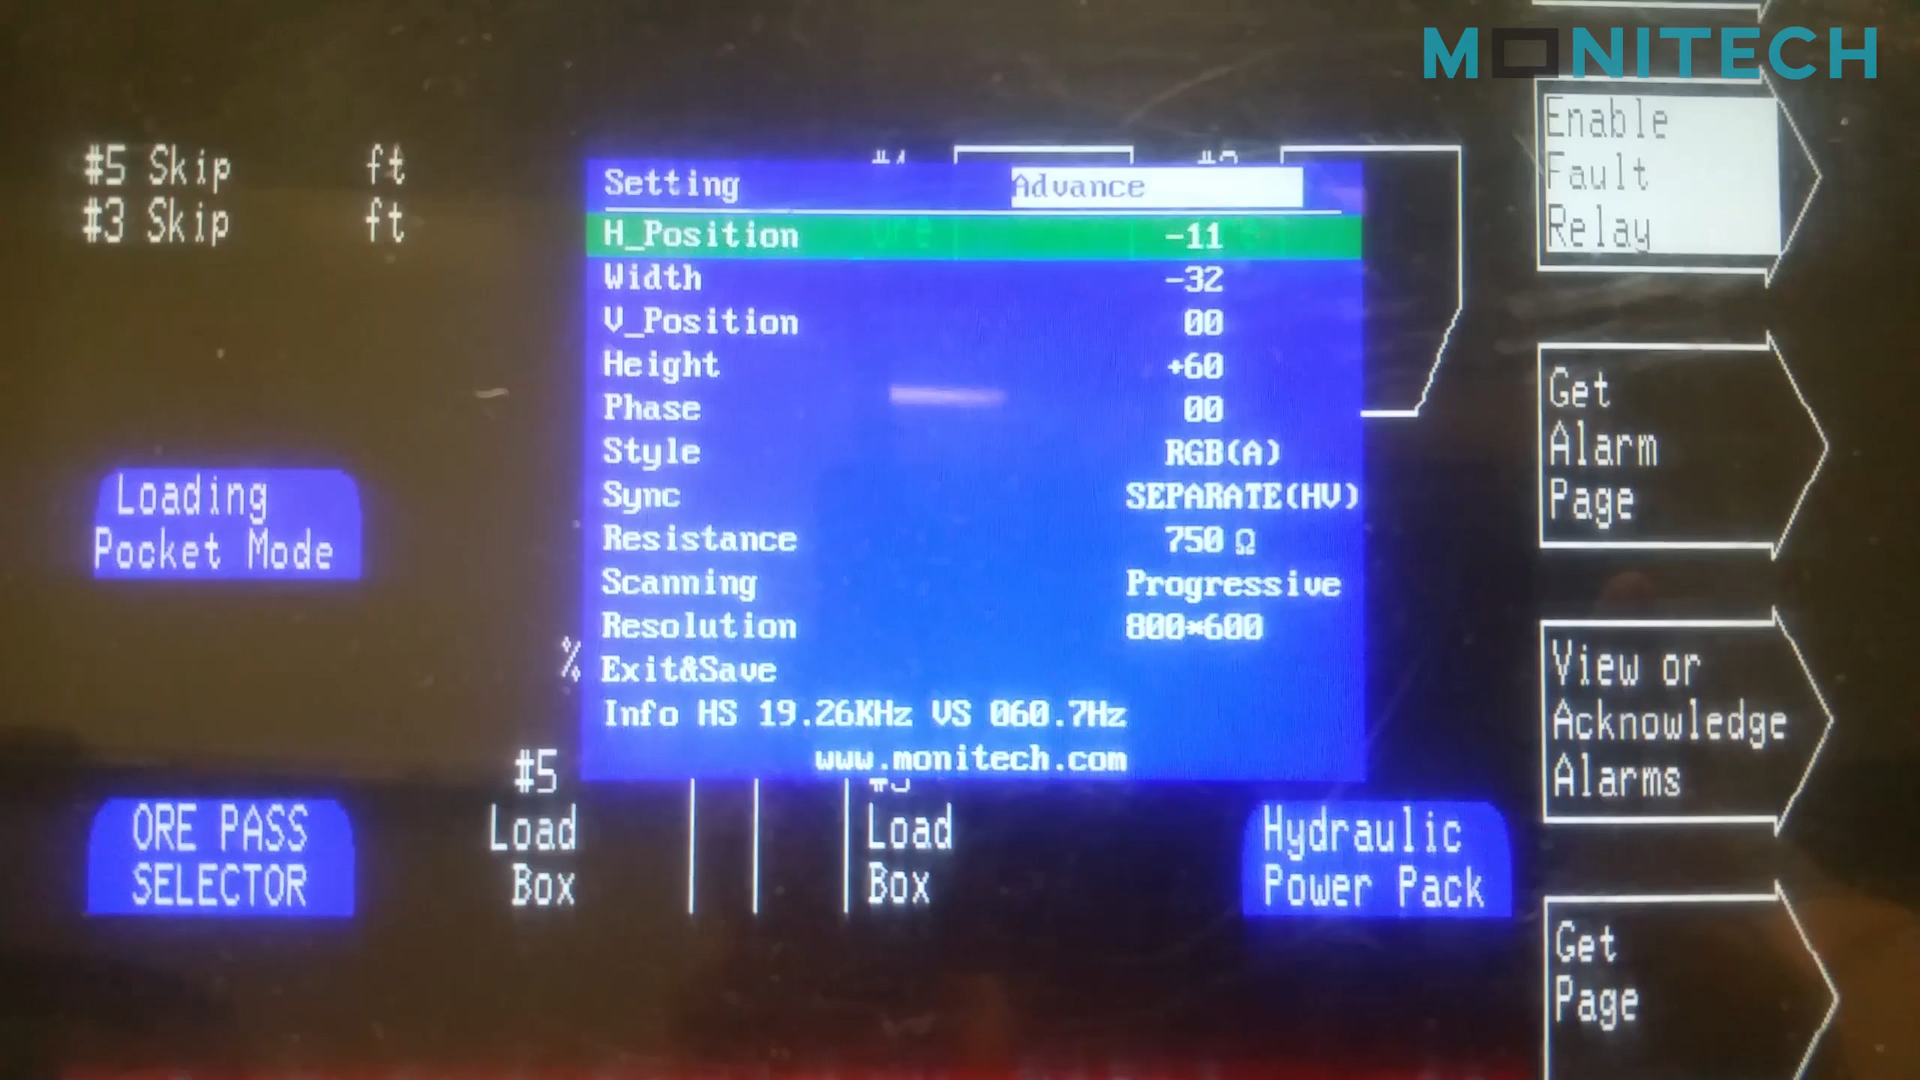 MONITECH
#5 Skip ft
#3 Skip ft
Setting Advance
H_Position -11
Width -32
V_Position 00
Height +60
Phase 00
Style RGB(A)
Sync SEPARATE(HV)
Resistance 750 Ω
Scanning Progressive
Resolution 800*600
Exit&Save
Info HS 19.26KHz VS 060.7Hz
www.monitech.com
%
Loading
Pocket Mode
ORE PASS
SELECTOR
#5
Load
Box
Load
Box
Hydraulic
Power Pack
Enable
Fault
Relay
Get
Alarm
Page
View or
Acknowledge
Alarms
Get
Page